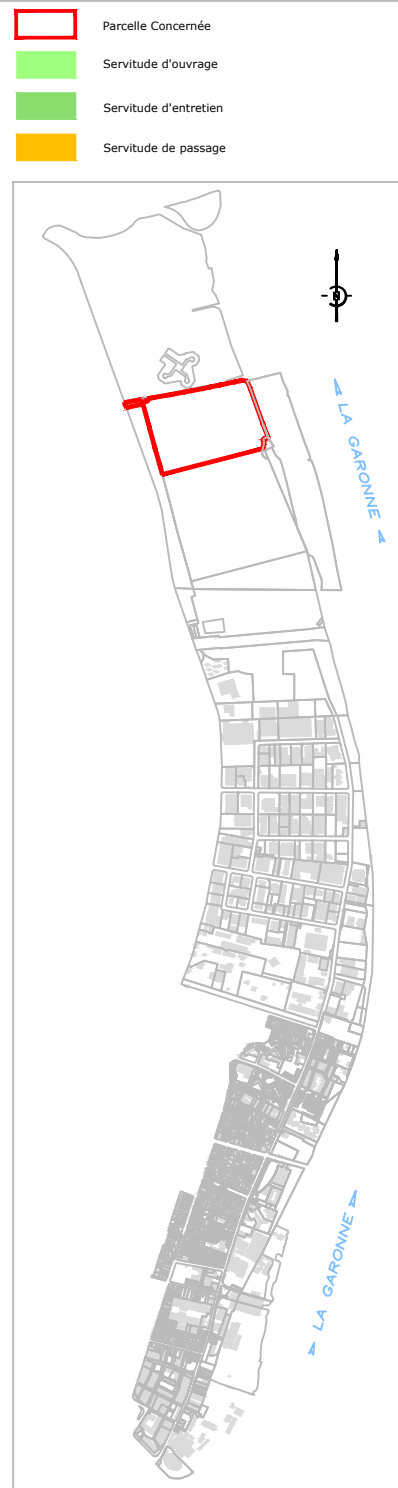 Parcelle Concernée
Servitude d'ouvrage
Servitude d'entretien
Servitude de passage
LA GARONNE
LA GARONNE